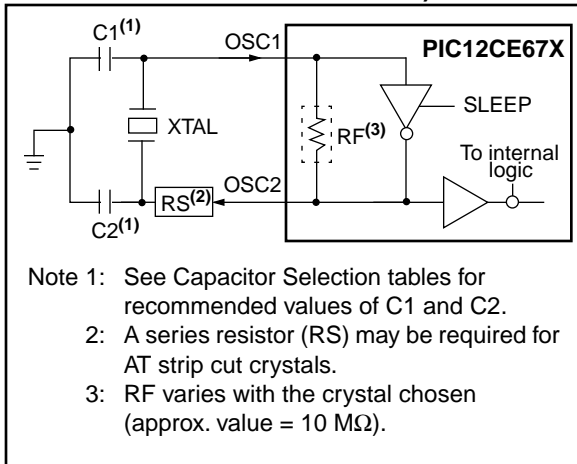 C1(1)
OSC1
PIC12CE67X
SLEEP
XTAL
RF(3)
To internal
logic
OSC2
RS(2)
C2(1)
Note 1: See Capacitor Selection tables for
recommended values of C1 and C2.
2: A series resistor (RS) may be required for
AT strip cut crystals.
3: RF varies with the crystal chosen
(approx. value = 10 MΩ).